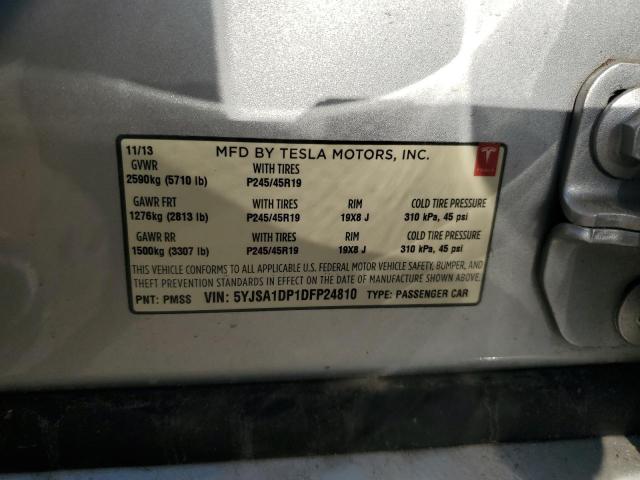 11/13 MFD BY TESLA MOTORS, INC.
GVWR WITH TIRES
2590kg (5710 lb) P245/45R19
GAWR FRT WITH TIRES RIM COLD TIRE PRESSURE
1276kg (2813 lb) P245/45R19 19X8 J 310 kPa, 45 psi
GAWR RR WITH TIRES RIM COLD TIRE PRESSURE
1500kg (3307 lb) P245/45R19 19X8 J 310 kPa, 45 psi
THIS VEHICLE CONFORMS TO ALL APPLICABLE U.S. FEDERAL MOTOR VEHICLE SAFETY, BUMPER, AND
THEFT PREVENTION STANDARDS IN EFFECT ON THE DATE OF MANUFACTURE SHOWN ABOVE.
PNT: PMSS VIN: 5YJSA1DP1DFP24810 TYPE: PASSENGER CAR